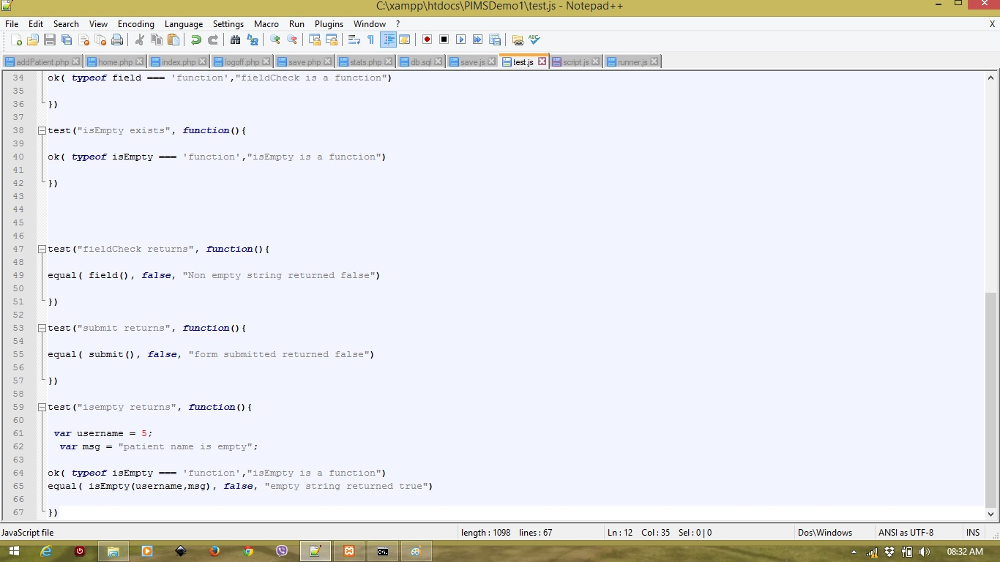 C:\xampp\htdocs\PIMSDemo1\test.js - Notepad++
File Edit Search View Encoding Language Settings Macro Run Plugins Window ? X
addPatient.php home.php index.php logoff.php save.php stats.php db.sql save.js test.js script.js runner.js
34 ok( typeof field === 'function',"fieldCheck is a function")
35
36 })
37
38 test("isEmpty exists", function(){
39
40 ok( typeof isEmpty === 'function',"isEmpty is a function")
41
42 })
43
44
45
46
47 test("fieldCheck returns", function(){
48
49 equal( field(), false, "Non empty string returned false")
50
51 })
52
53 test("submit returns", function(){
54
55 equal( submit(), false, "form submitted returned false")
56
57 })
58
59 test("isempty returns", function(){
60
61 var username = 5;
62 var msg = "patient name is empty";
63
64 ok( typeof isEmpty === 'function',"isEmpty is a function")
65 equal( isEmpty(username,msg), false, "empty string returned true")
66
67 })
JavaScript file length : 1098 lines : 67 Ln : 12 Col : 35 Sel : 0 | 0 Dos\Windows ANSI as UTF-8 INS
08:32 AM